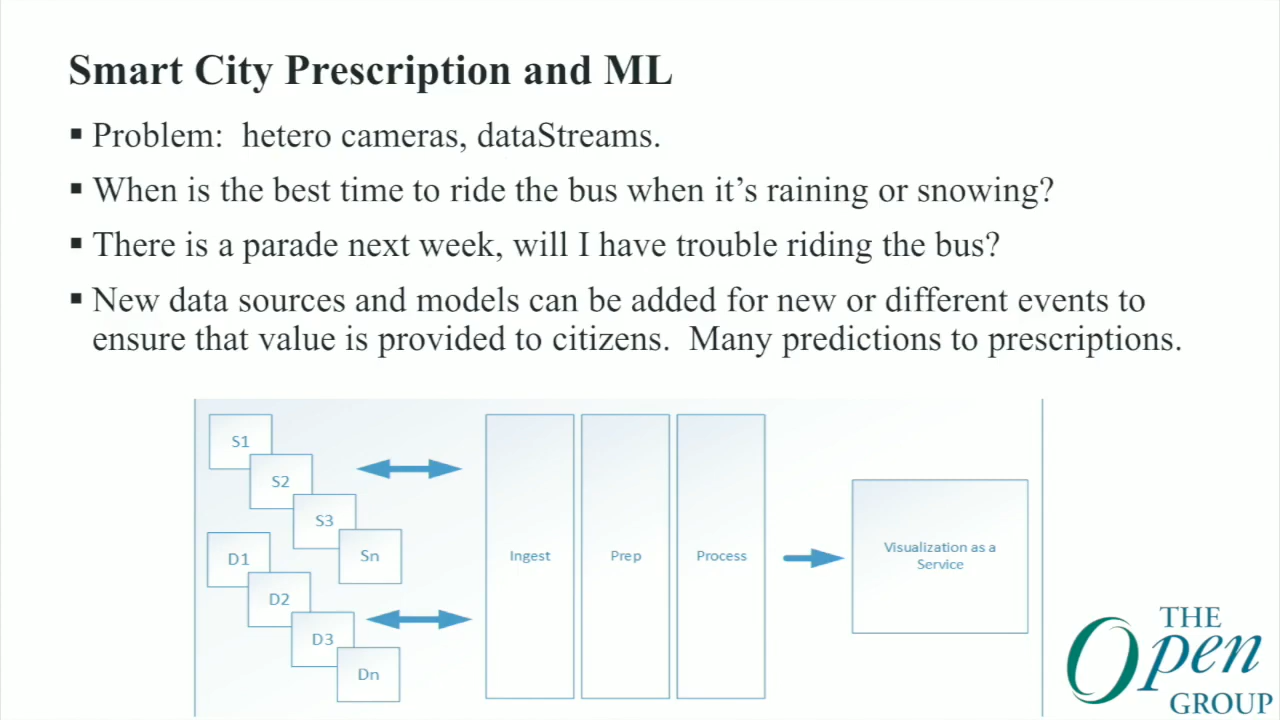 Smart City Prescription and ML
▪ Problem:  hetero cameras, dataStreams.
▪ When is the best time to ride the bus when it’s raining or snowing?
▪ There is a parade next week, will I have trouble riding the bus?
▪ New data sources and models can be added for new or different events to
ensure that value is provided to citizens.  Many predictions to prescriptions.
S1
S2
S3
Sn
D1
D2
D3
Dn
Ingest
Prep
Process
Visualization as a
Service
THE
Open
GROUP